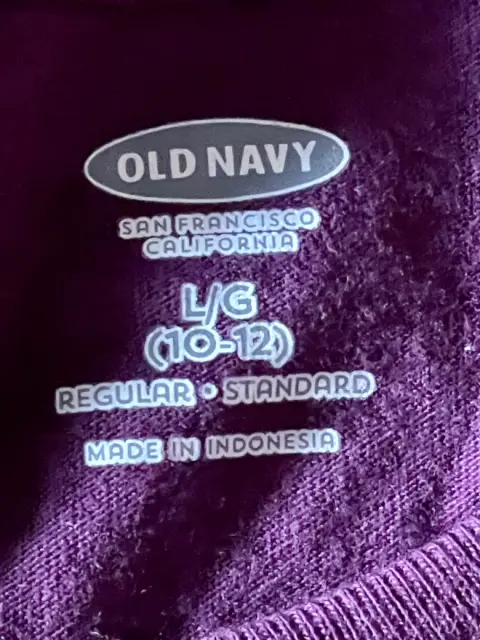 OLD NAVY
SAN FRANCISCO
CALIFORNIA
L/G
(10-12)
REGULAR • STANDARD
MADE IN INDONESIA